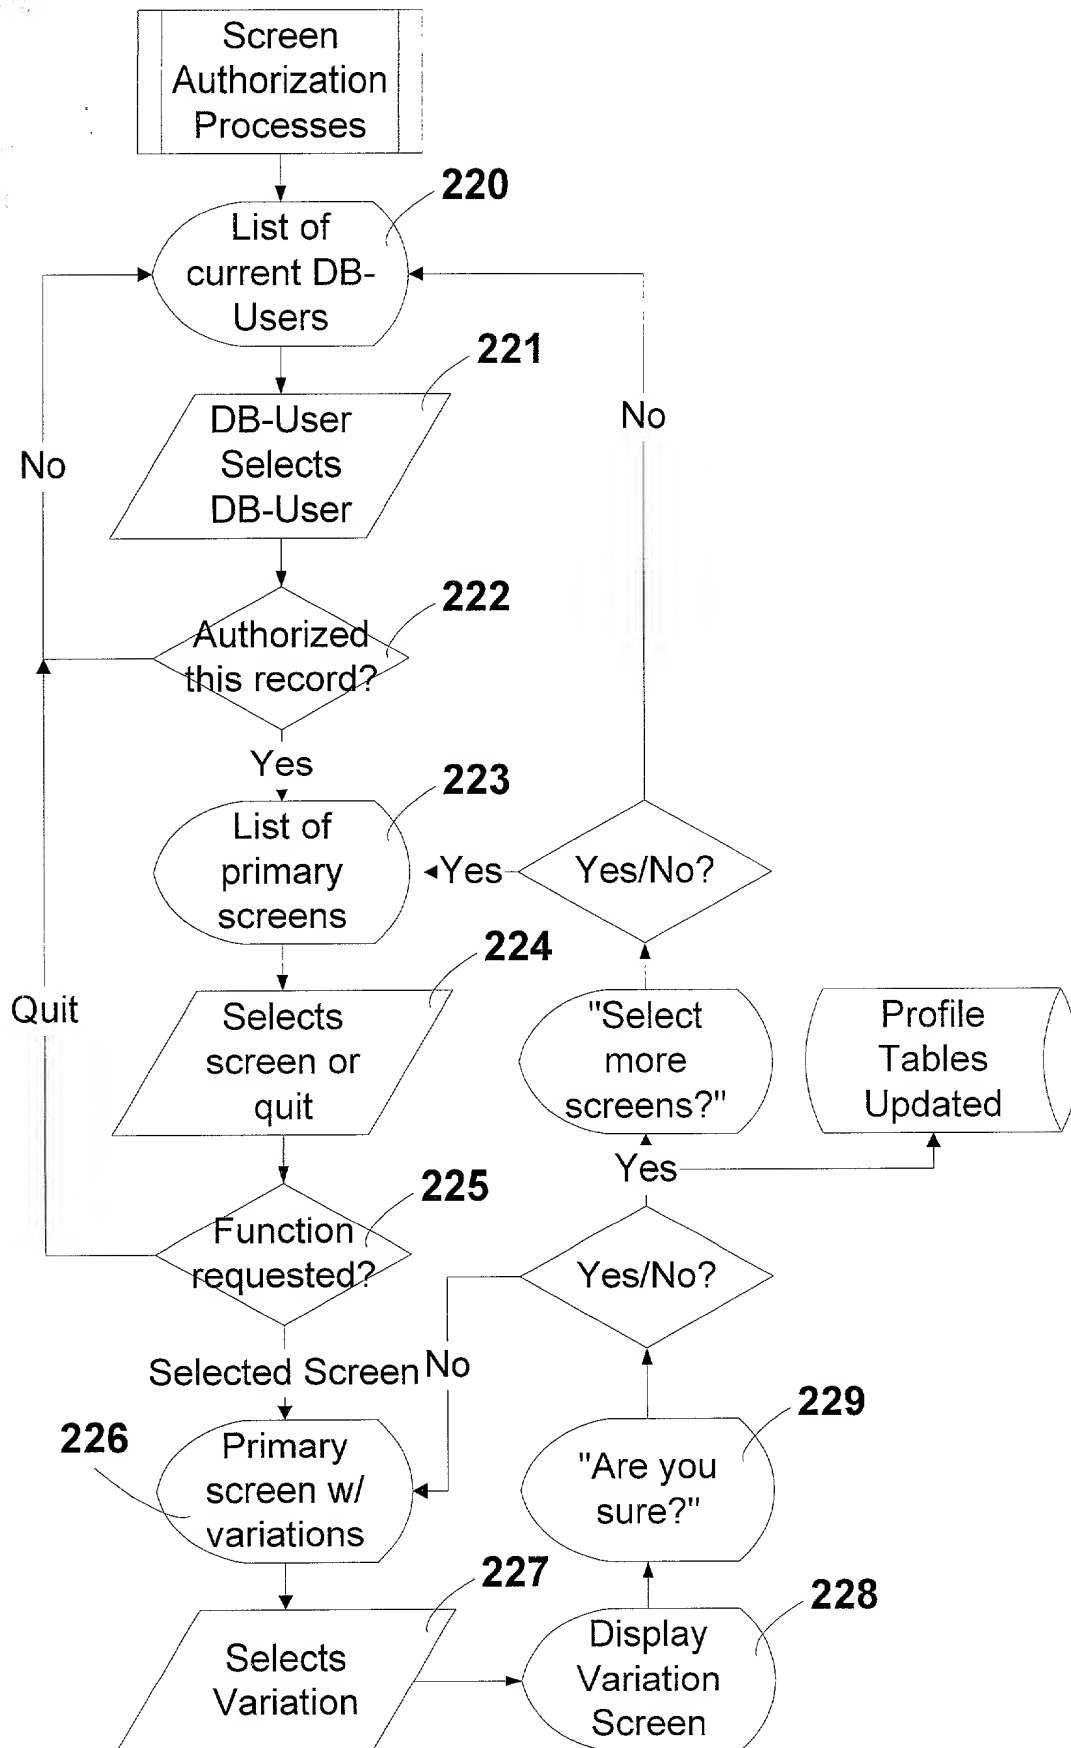 Screen
Authorization
Processes
220
List of
current DB-
Users
221
DB-User
Selects
DB-User
No
No
222
Authorized
this record?
Yes
223
List of
primary
screens
Yes
Yes/No?
224
Selects
screen or
quit
Quit
"Select
more
screens?"
Profile
Tables
Updated
Yes
225
Function
requested?
Yes/No?
Selected Screen
No
226
Primary
screen w/
variations
229
"Are you
sure?"
227
Selects
Variation
228
Display
Variation
Screen